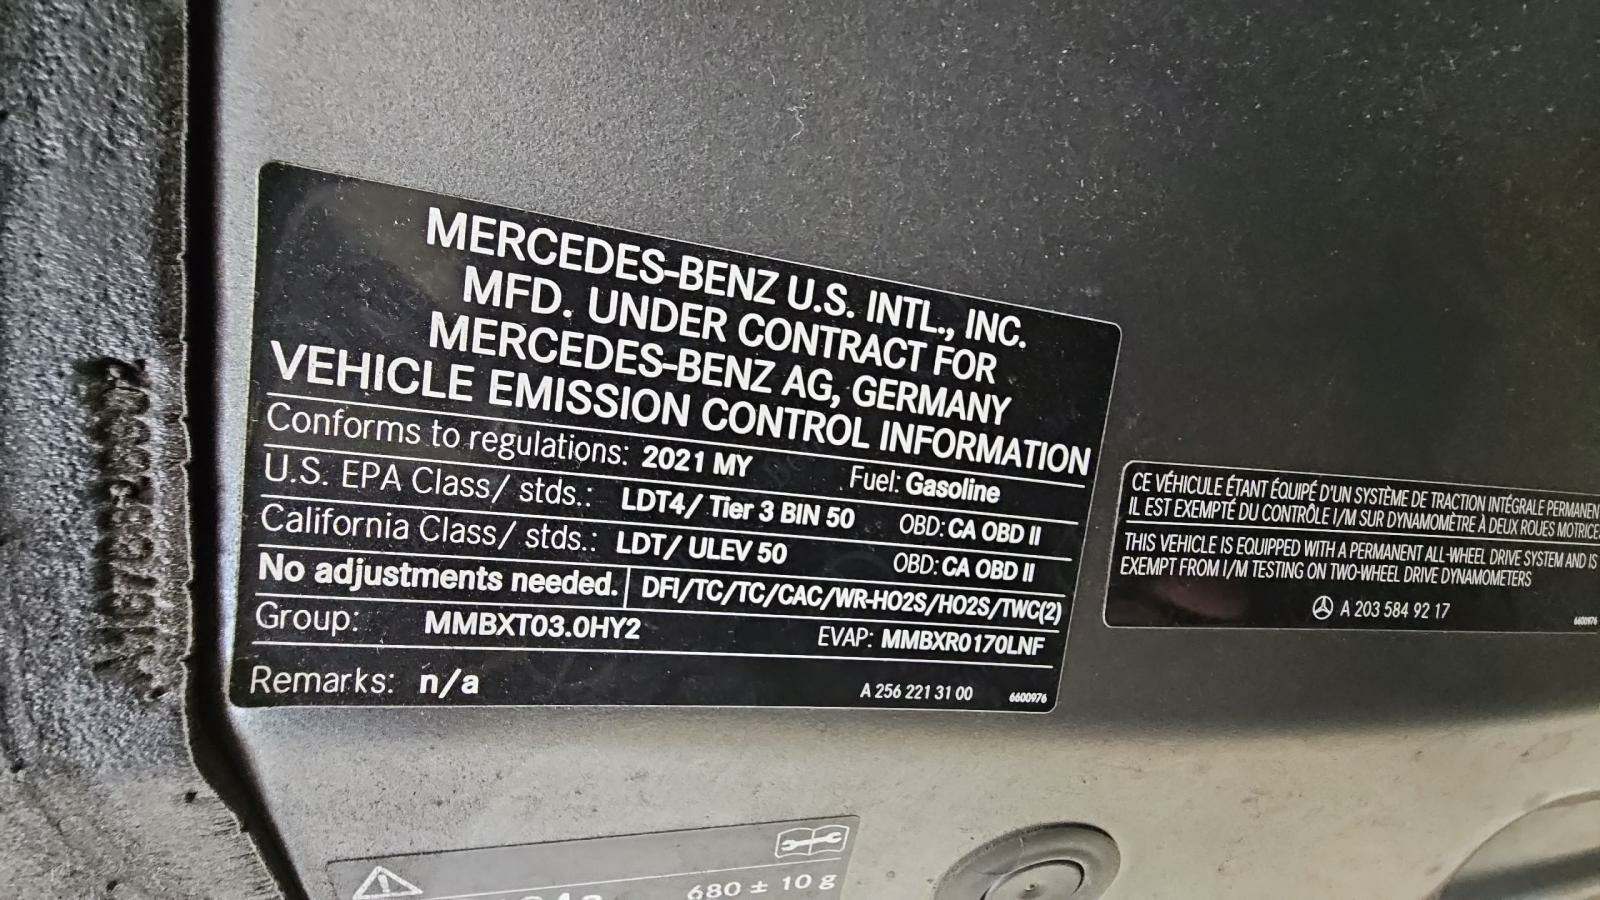 MERCEDES-BENZ U.S. INTL., INC.
MFD. UNDER CONTRACT FOR
MERCEDES-BENZ AG, GERMANY
VEHICLE EMISSION CONTROL INFORMATION
Conforms to regulations: 2021 MY Fuel: Gasoline
U.S. EPA Class/ stds.: LDT4/ Tier 3 BIN 50 OBD: CA OBD II
California Class/ stds.: LDT/ ULEV 50 OBD: CA OBD II
No adjustments needed. DFI/TC/TC/CAC/WR-HO2S/HO2S/TWC(2)
Group: MMBXT03.0HY2 EVAP: MMBXR0170LNF
Remarks: n/a A 256 221 31 00 6600976
CE VÉHICULE ÉTANT ÉQUIPÉ D'UN SYSTÈME DE TRACTION INTÉGRALE
IL EST EXEMPTÉ DU CONTRÔLE I/M SUR DYNAMOMÈTRE À DEUX ROUES
THIS VEHICLE IS EQUIPPED WITH A PERMANENT ALL-WHEEL DRIVE SYSTEM AND IS
EXEMPT FROM I/M TESTING ON TWO-WHEEL DRIVE DYNAMOMETERS
A 203 584 92 17 6600976
680 ± 10 g